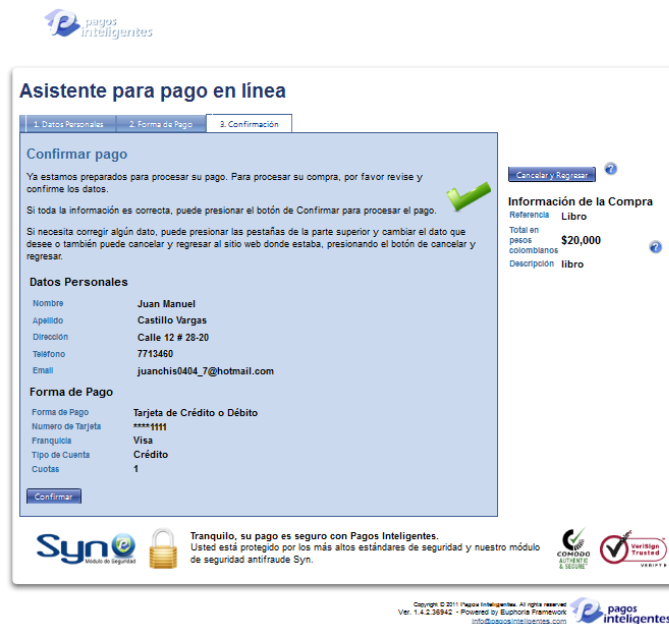 pagos
inteligentes
Asistente para pago en línea
1. Datos Personales
2. Forma de Pago
3. Confirmación
Confirmar pago
Ya estamos preparados para procesar su pago. Para procesar su compra, por favor revise y
confirme los datos.
Si toda la información es correcta, puede presionar el botón de Confirmar para procesar el pago.
Si necesita corregir algún dato, puede presionar las pestañas de la parte superior y cambiar el dato que
desee o también puede cancelar y regresar al sitio web donde estaba, presionando el botón de cancelar y
regresar.
Datos Personales
Nombre Juan Manuel
Apellido Castillo Vargas
Dirección Calle 12 # 28-20
Teléfono 7713460
Email juanchis0404_7@hotmail.com
Forma de Pago
Forma de Pago Tarjeta de Crédito o Débito
Numero de Tarjeta ****1111
Franquicia Visa
Tipo de Cuenta Crédito
Cuotas 1
Confirmar
Cancelar y Regresar
Información de la Compra
Referencia Libro
Total en
pesos
colombianos $20,000
Descripción libro
Syn
Módulo de Seguridad
Tranquilo, su pago es seguro con Pagos Inteligentes.
Usted está protegido por los más altos estándares de seguridad y nuestro módulo
de seguridad antifraude Syn.
COMODO
AUTHENTIC
& SECURE
VeriSign
Trusted
VERIFY
Copyright © 2011 Pagos Inteligentes. All rights reserved
Ver. 1.4.2.36942 - Powered by Euphoria Framework
info@pagosinteligentes.com
pagos
inteligentes